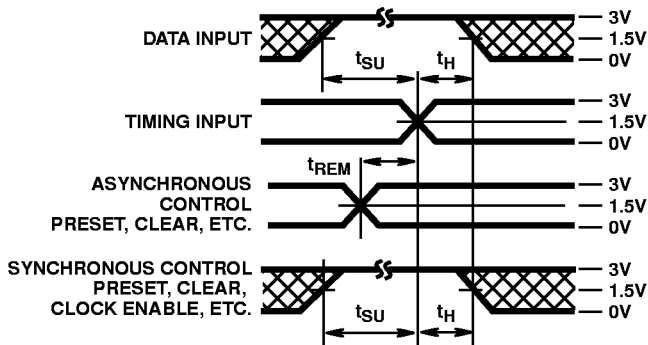 DATA INPUT
3V
1.5V
0V
tSU
tH
TIMING INPUT
3V
1.5V
0V
tREM
ASYNCHRONOUS
CONTROL
PRESET, CLEAR, ETC.
3V
1.5V
0V
SYNCHRONOUS CONTROL
PRESET, CLEAR,
CLOCK ENABLE, ETC.
3V
1.5V
0V
tSU
tH